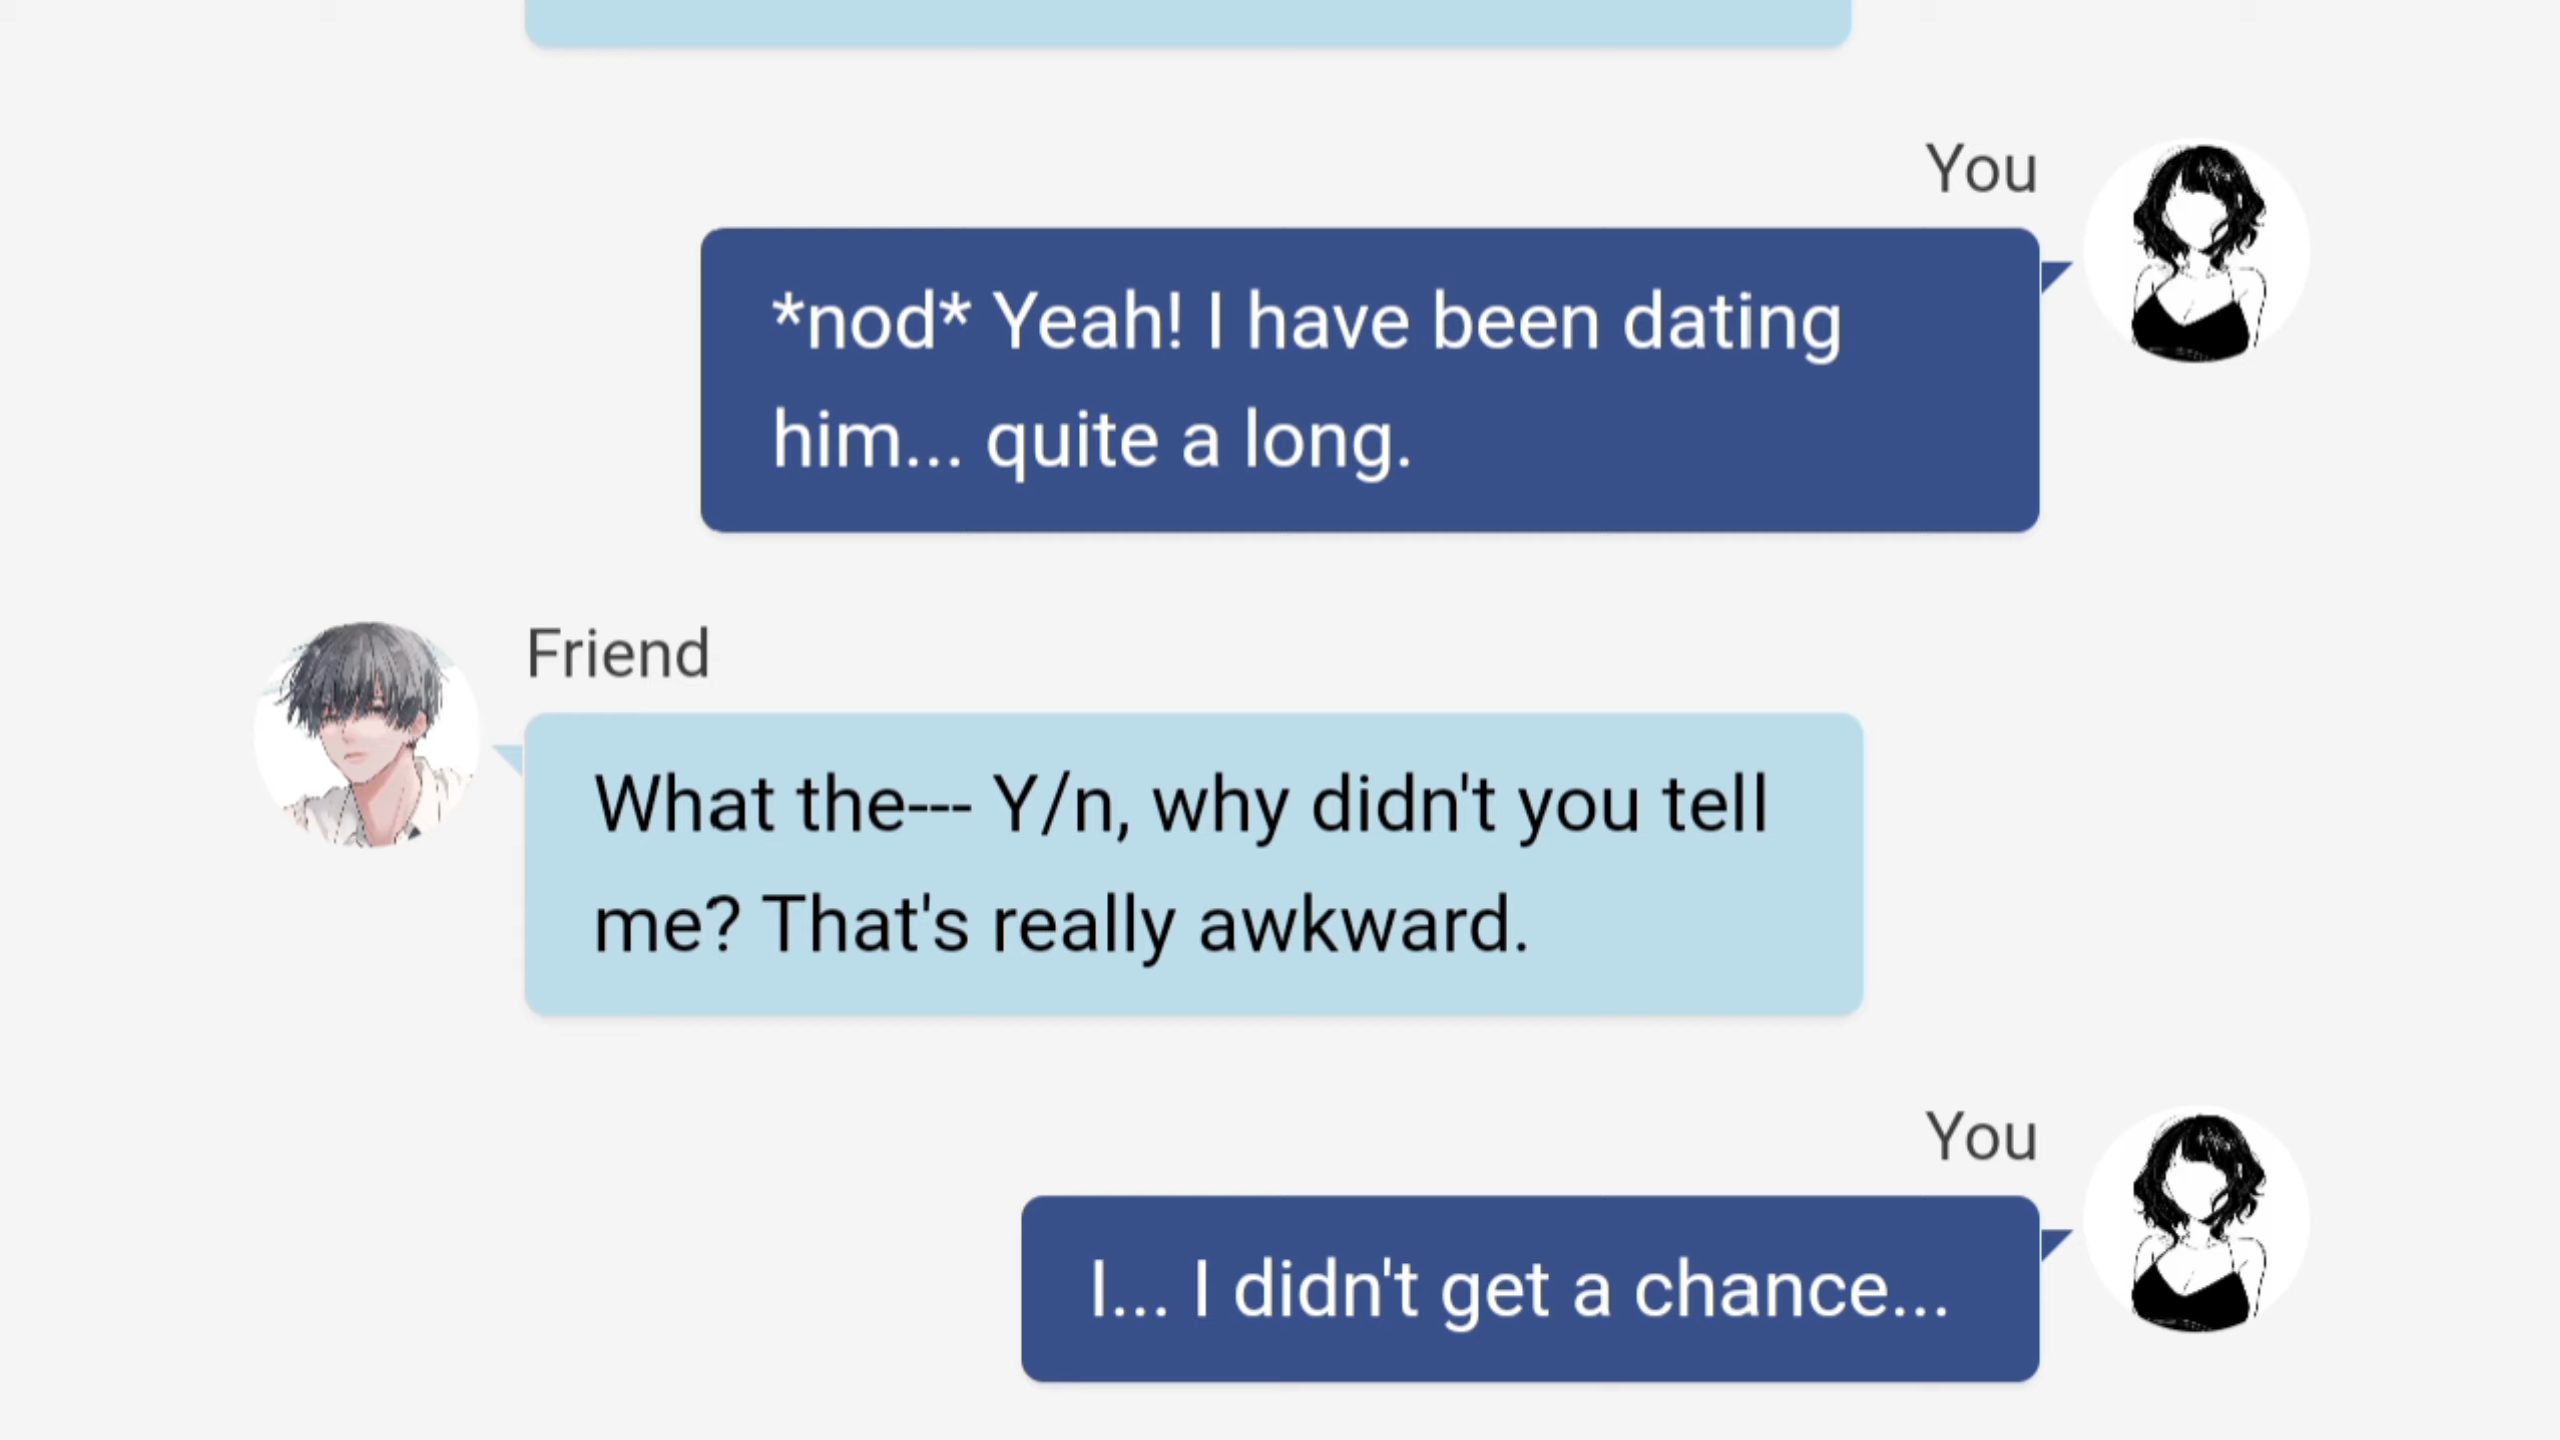 You
*nod* Yeah! I have been dating
him... quite a long.
Friend
What the--- Y/n, why didn't you tell
me? That's really awkward.
You
I... I didn't get a chance...